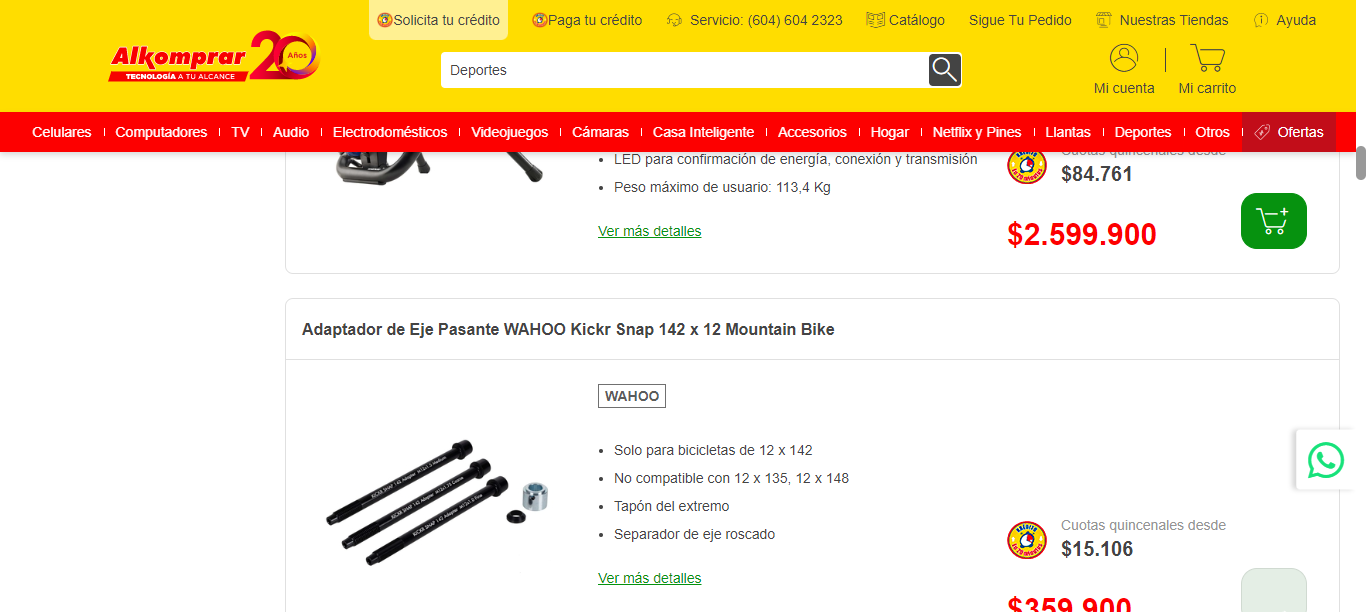 Solicita tu crédito
Paga tu crédito
Servicio: (604) 604 2323
Catálogo
Sigue Tu Pedido
Nuestras Tiendas
Ayuda
Alkomprar 20 Años
TECNOLOGÍA A TU ALCANCE
Deportes
Mi cuenta
Mi carrito
Celulares
Computadores
TV
Audio
Electrodomésticos
Videojuegos
Cámaras
Casa Inteligente
Accesorios
Hogar
Netflix y Pines
Llantas
Deportes
Otros
Ofertas
LED para confirmación de energía, conexión y transmisión
Peso máximo de usuario: 113,4 Kg
Ver más detalles
Cuotas quincenales desde
$84.761
$2.599.900
Adaptador de Eje Pasante WAHOO Kickr Snap 142 x 12 Mountain Bike
WAHOO
Solo para bicicletas de 12 x 142
No compatible con 12 x 135, 12 x 148
Tapón del extremo
Separador de eje roscado
Ver más detalles
Cuotas quincenales desde
$15.106
$359.900